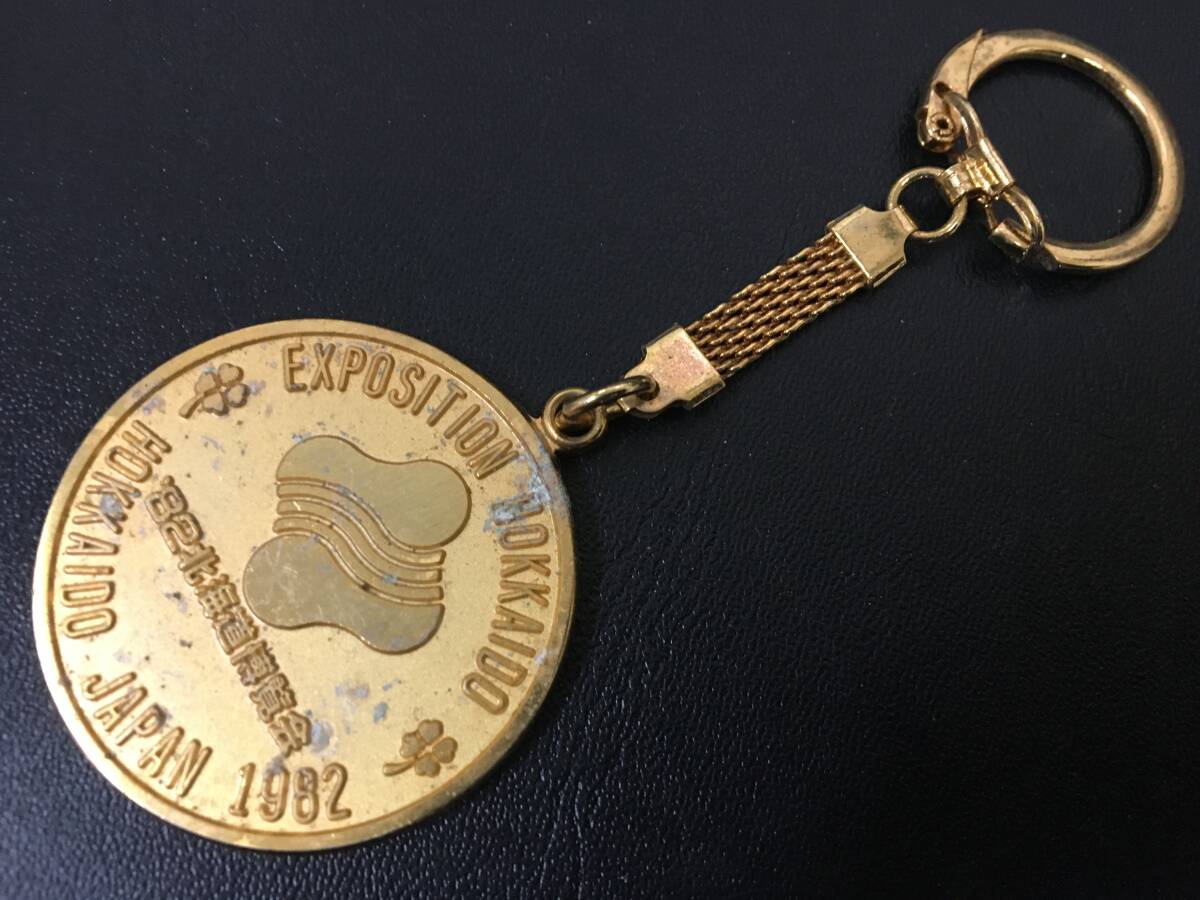 EXPOSITION HOKKAIDO
'82北海道博覧会
HOKKAIDO JAPAN 1982